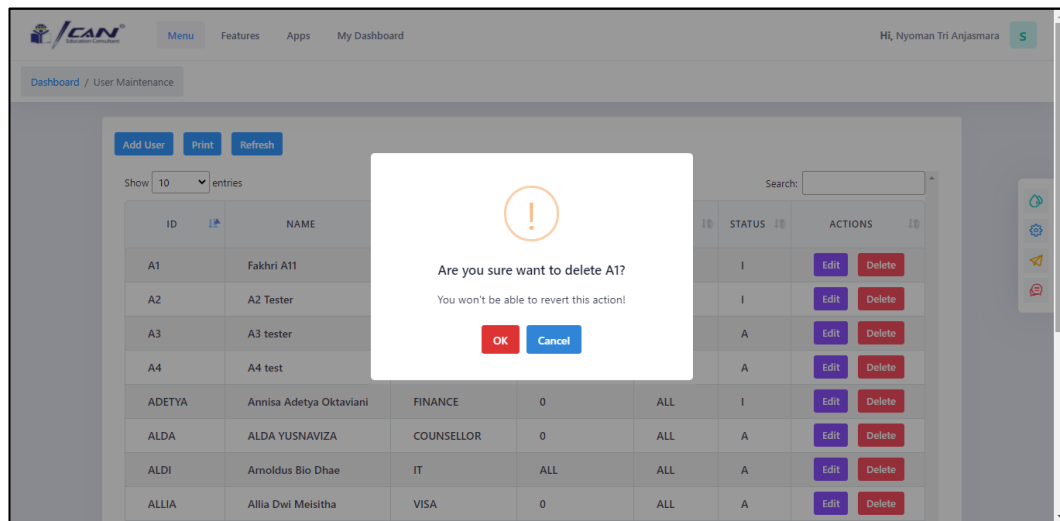 ICAN
Education Consultant
Menu Features Apps My Dashboard Hi, Nyoman Tri Anjasmara S
Dashboard / User Maintenance
Add User Print Refresh
Show 10 entries Search:
ID NAME STATUS ACTIONS
A1 Fakhri A11 I Edit Delete
A2 A2 Tester I Edit Delete
A3 A3 tester A Edit Delete
A4 A4 test A Edit Delete
ADETYA Annisa Adetya Oktaviani FINANCE 0 ALL I Edit Delete
ALDA ALDA YUSNAVIZA COUNSELLOR 0 ALL A Edit Delete
ALDI Arnoldus Bio Dhae IT ALL ALL A Edit Delete
ALLIA Allia Dwi Meisitha VISA 0 ALL A Edit Delete
!
Are you sure want to delete A1?
You won't be able to revert this action!
OK Cancel